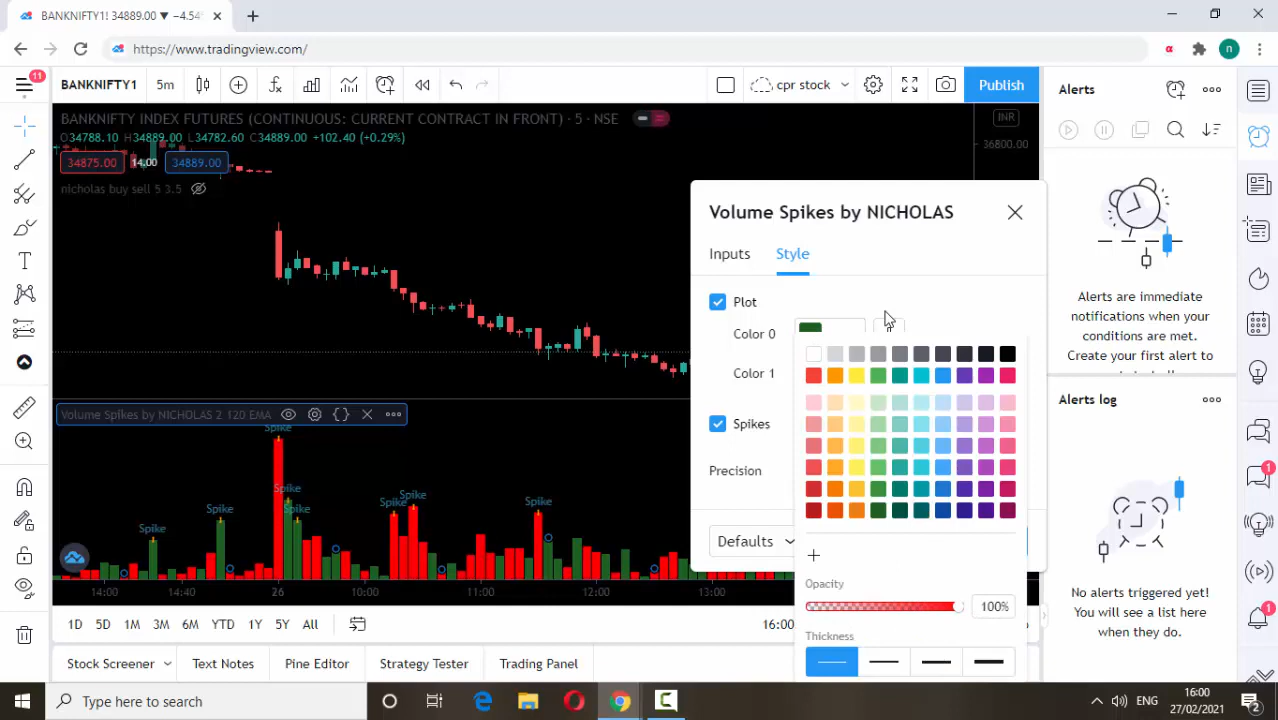 BANKNIFTY1! 34889.00 ▼ −4.54%
https://www.tradingview.com/
n
11
BANKNIFTY1
5m
cpr stock
Publish
Alerts
BANKNIFTY INDEX FUTURES (CONTINUOUS: CURRENT CONTRACT IN FRONT) · 5 · NSE
INR
O34788.10 H34889.00 L34782.60 C34889.00 +102.40 (+0.29%)
36800.00
34875.00 14.00 34889.00
nicholas buy sell 5 3.5
Volume Spikes by NICHOLAS
Inputs
Style
Plot
Color 0
Color 1
Spikes
Precision
Defaults
Opacity
100%
Thickness
Alerts are immediate
notifications when your
conditions are met.
Create your first alert to
Alerts log
No alerts triggered yet!
You will see a list here
when they do.
Volume Spikes by NICHOLAS 2 120 EMA
Spike
Spike
Spike
Spike
Spike
Spike
Spike
Spike
14:00
14:40
26
10:00
11:00
12:00
13:00
1D
5D
1M
3M
6M
YTD
1Y
5Y
All
16:00
Stock Screener
Text Notes
Pine Editor
Strategy Tester
Trading Panel
1
1
Type here to search
ENG
16:00
27/02/2021
2